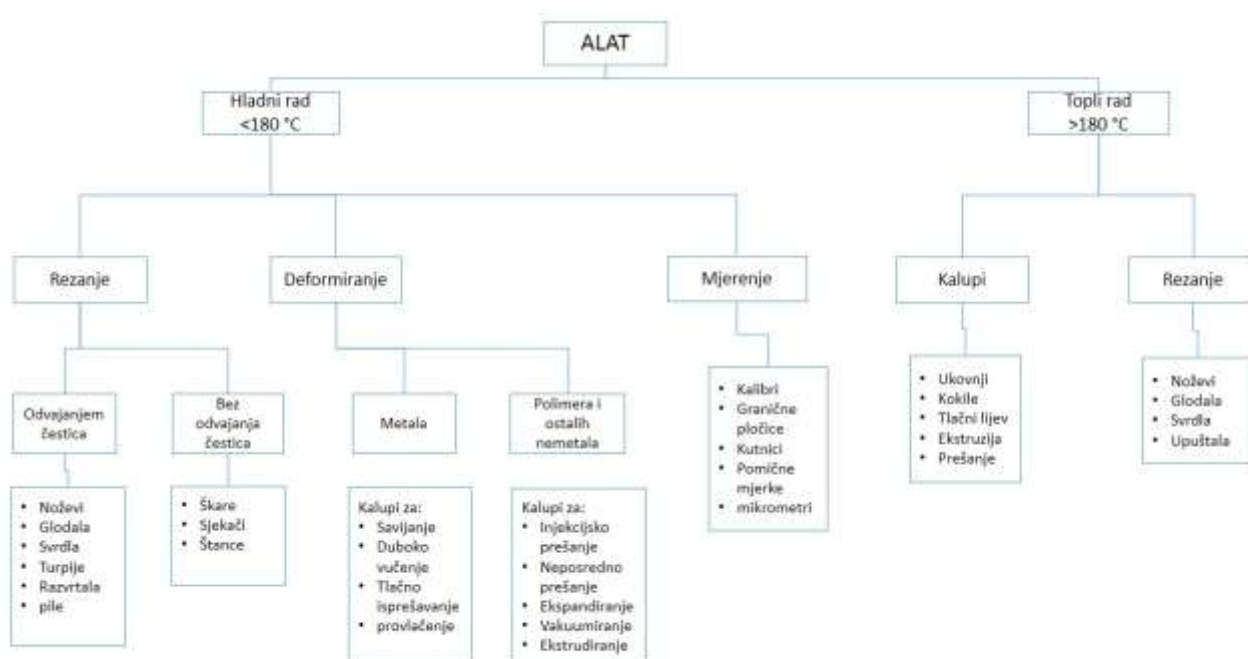 ALAT
Hladni rad
<180 °C
Topli rad
>180 °C
Rezanje
Deformiranje
Mjerenje
Kalupi
Rezanje
Odvajanjem
čestica
Bez
odvajanja
čestica
Metala
Polimera i
ostalih
nemetala
• Kalibri
• Granične
pločice
• Kutnici
• Pomične
mjerke
• mikrometri
• Ukovnji
• Kokile
• Tlačni lijev
• Ekstruzija
• Prešanje
• Noževi
• Glodala
• Svrdla
• Upuštala
• Noževi
• Glodala
• Svrdla
• Turpije
• Razvrtala
• pile
• Škare
• Sjekači
• Štance
Kalupi za:
• Savijanje
• Duboko
vučenje
• Tlačno
isprešavanje
• provlačenje
Kalupi za:
• Injekcijsko
prešanje
• Neposredno
prešanje
• Ekspandiranje
• Vakuumiranje
• Ekstrudiranje